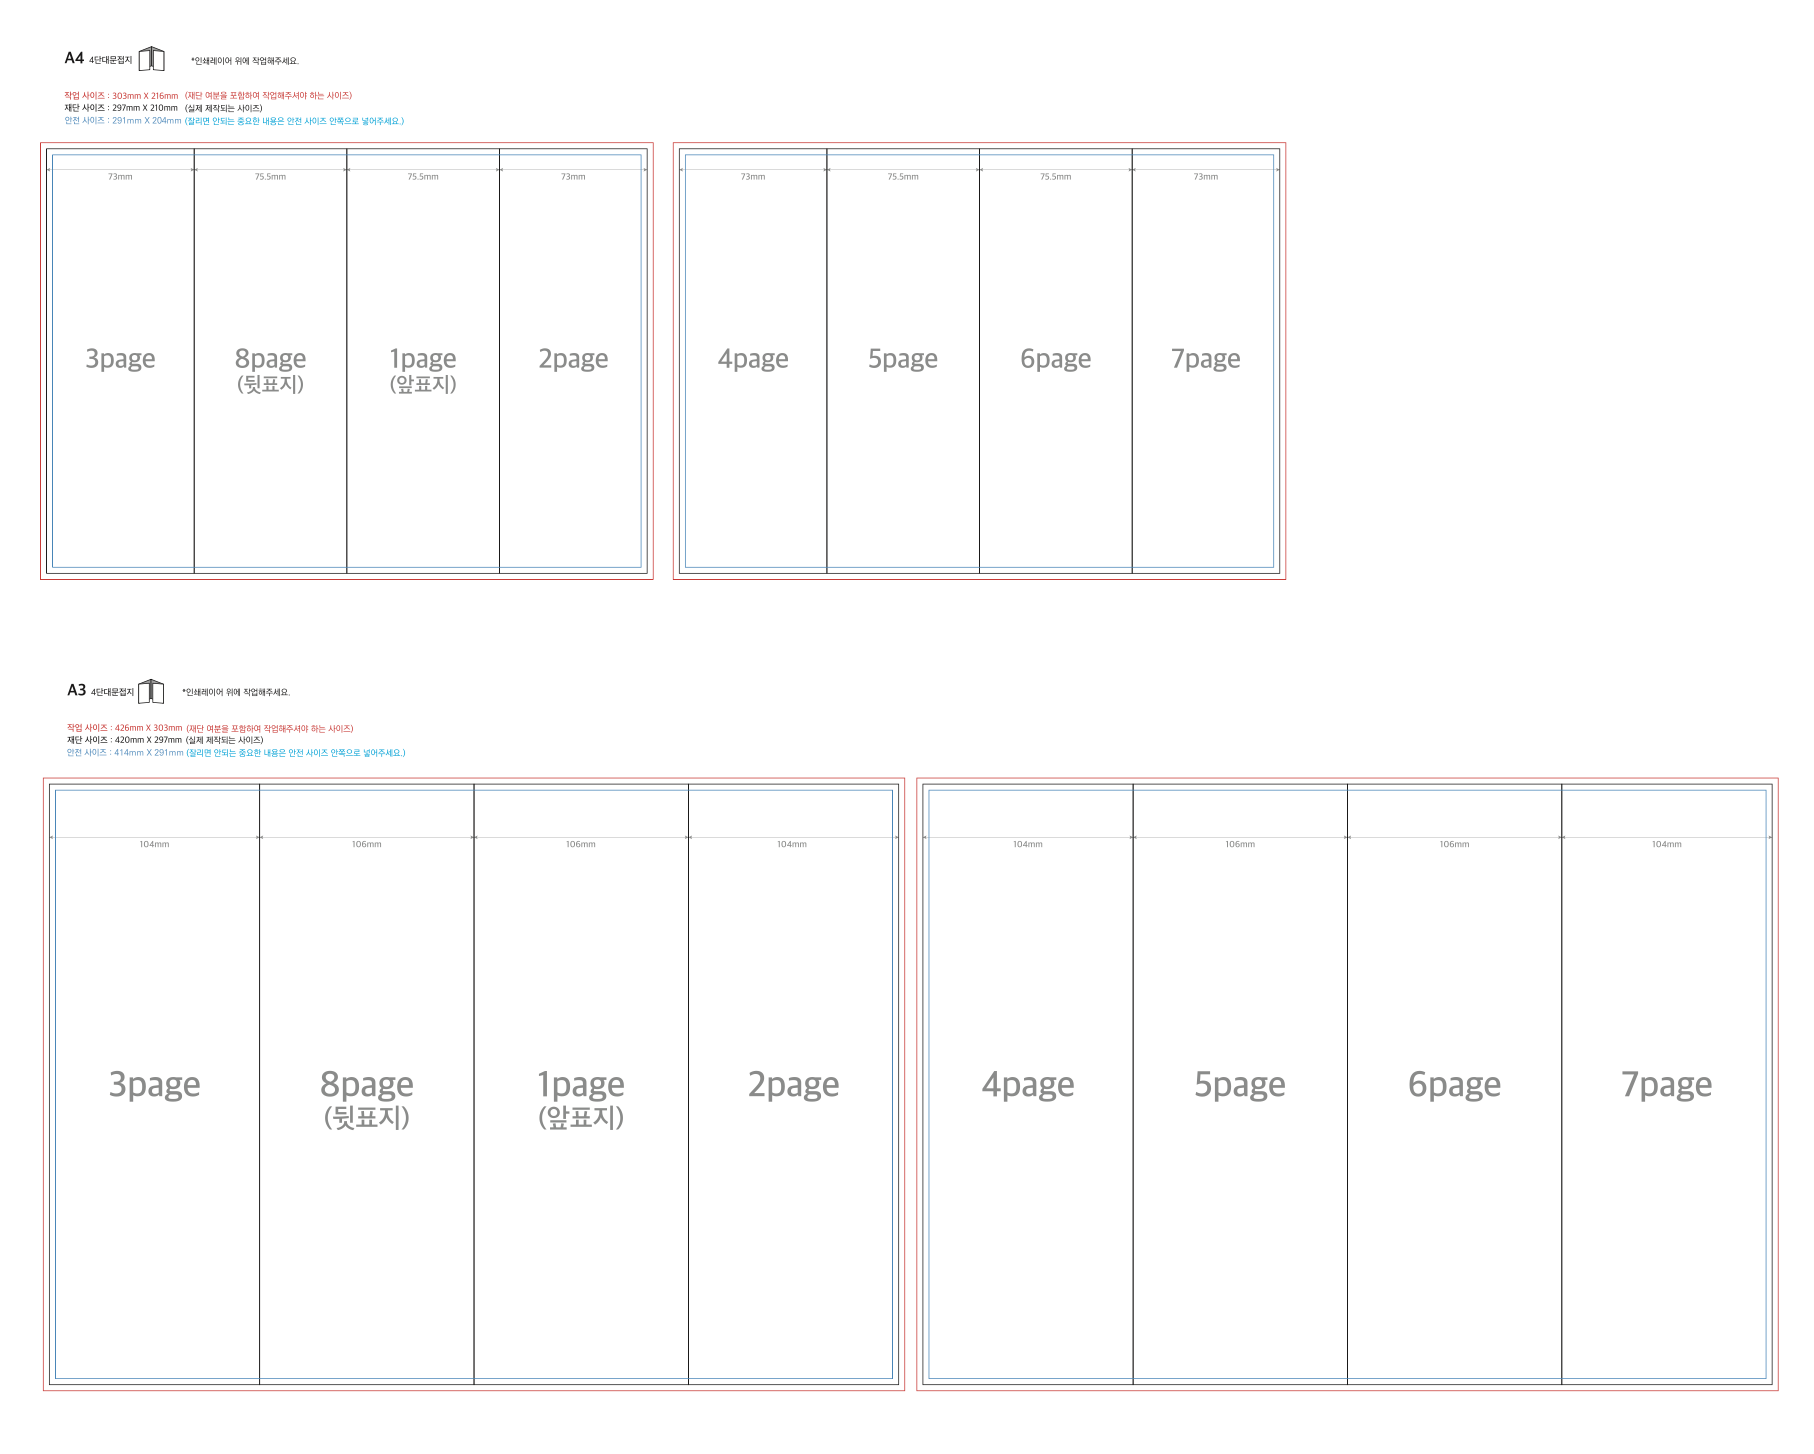 A4 4단대문접지 *인쇄레이어 위에 작업해주세요.
작업 사이즈 : 303mm X 216mm (재단 여분을 포함하여 작업해주셔야 하는 사이즈)
재단 사이즈 : 297mm X 210mm (실제 제작되는 사이즈)
안전 사이즈 : 291mm X 204mm (잘리면 안되는 중요한 내용은 안전 사이즈 안쪽으로 넣어주세요.)
73mm 75.5mm 75.5mm 73mm
3page 8page 1page 2page
(뒷표지) (앞표지)
73mm 75.5mm 75.5mm 73mm
4page 5page 6page 7page
A3 4단대문접지 *인쇄레이어 위에 작업해주세요.
작업 사이즈 : 426mm X 303mm (재단 여분을 포함하여 작업해주셔야 하는 사이즈)
재단 사이즈 : 420mm X 297mm (실제 제작되는 사이즈)
안전 사이즈 : 414mm X 291mm (잘리면 안되는 중요한 내용은 안전 사이즈 안쪽으로 넣어주세요.)
104mm 106mm 106mm 104mm
3page 8page 1page 2page
(뒷표지) (앞표지)
104mm 106mm 106mm 104mm
4page 5page 6page 7page